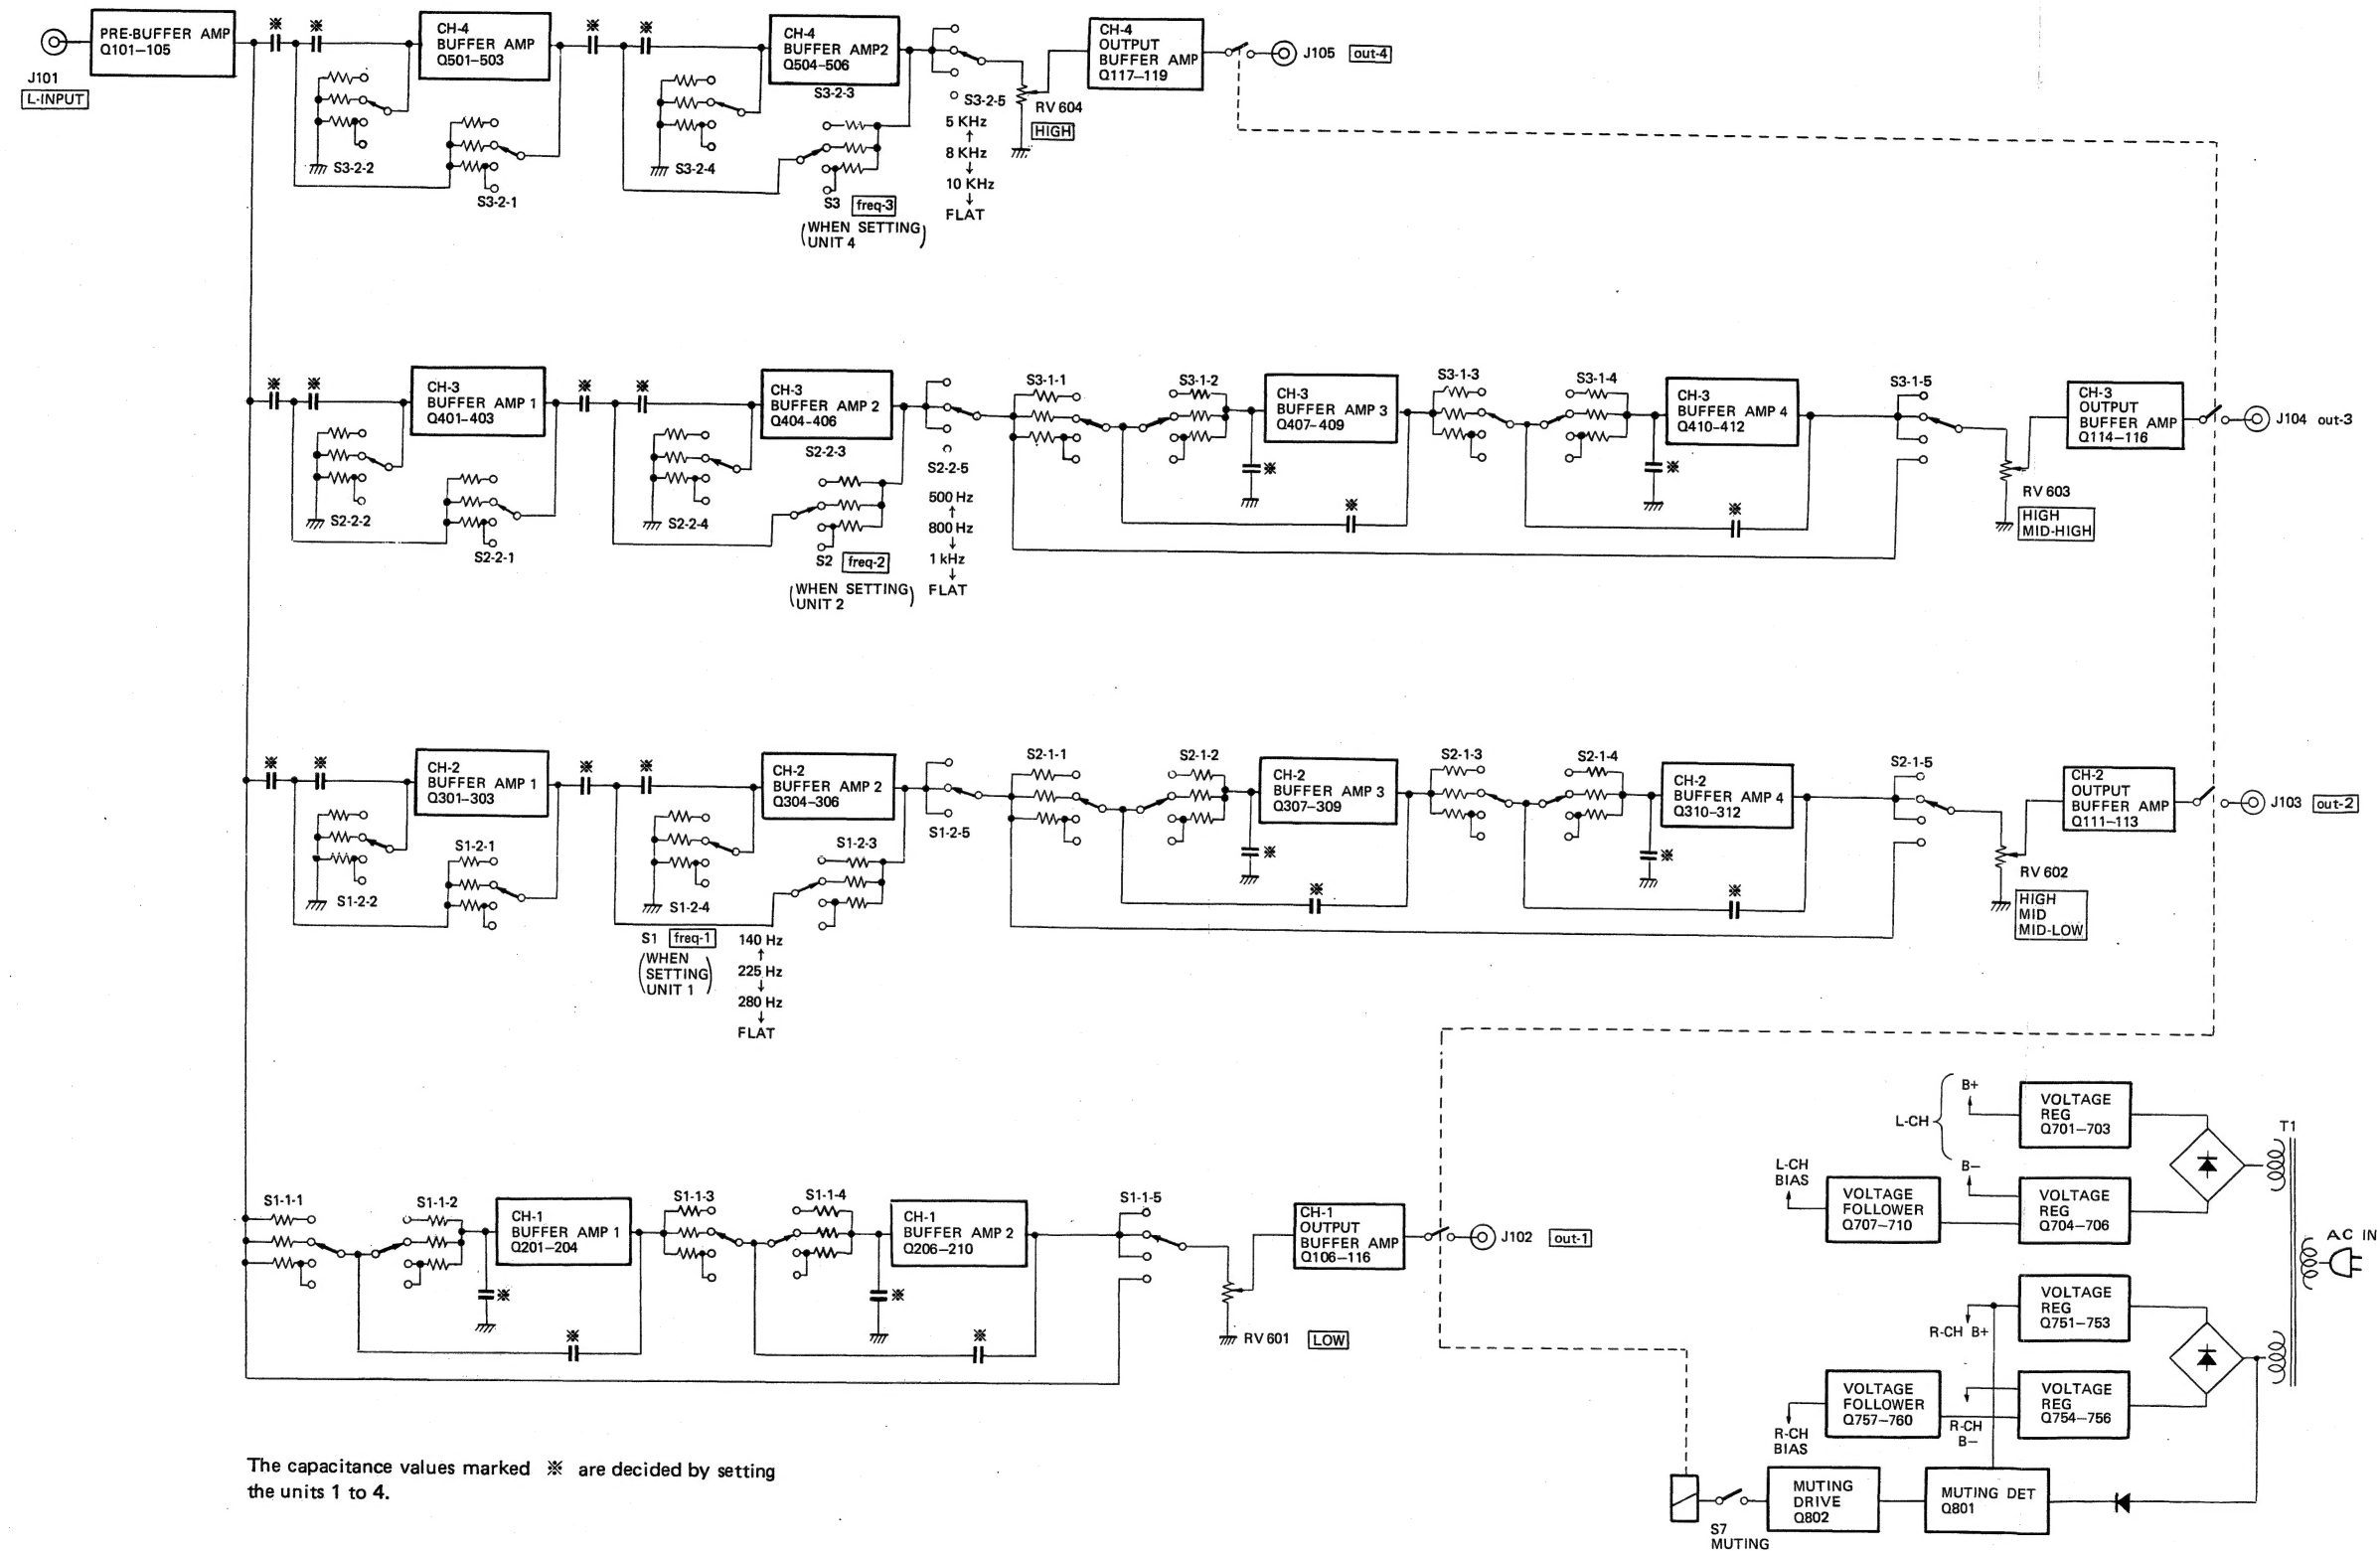 PRE-BUFFER AMP
Q101–105
J101
L-INPUT
※ ※
CH-4
BUFFER AMP
Q501–503
※ ※
CH-4
BUFFER AMP2
Q504–506
S3-2-3
S3-2-5
CH-4
OUTPUT
BUFFER AMP
Q117–119
J105 out-4
RV 604
HIGH
S3-2-2
S3-2-1
S3-2-4
S3 freq-3
(WHEN SETTING
UNIT 4)
5 KHz
↑
8 KHz
↓
10 KHz
↓
FLAT
※ ※
CH-3
BUFFER AMP 1
Q401–403
※ ※
CH-3
BUFFER AMP 2
Q404–406
S2-2-3
S2-2-5
S2-2-2
S2-2-1
S2-2-4
S2 freq-2
(WHEN SETTING
UNIT 2)
500 Hz
↑
800 Hz
↓
1 kHz
↓
FLAT
S3-1-1
S3-1-2
CH-3
BUFFER AMP 3
Q407–409
※
※
S3-1-3
S3-1-4
CH-3
BUFFER AMP 4
Q410–412
※
※
S3-1-5
RV 603
HIGH
MID-HIGH
CH-3
OUTPUT
BUFFER AMP
Q114–116
J104 out-3
※ ※
CH-2
BUFFER AMP 1
Q301–303
※ ※
CH-2
BUFFER AMP 2
Q304–306
S1-2-5
S1-2-2
S1-2-1
S1-2-4
S1-2-3
S1 freq-1
(WHEN
SETTING
UNIT 1)
140 Hz
↑
225 Hz
↓
280 Hz
↓
FLAT
S2-1-1
S2-1-2
CH-2
BUFFER AMP 3
Q307–309
※
※
S2-1-3
S2-1-4
CH-2
BUFFER AMP 4
Q310–312
※
※
S2-1-5
RV 602
HIGH
MID
MID-LOW
CH-2
OUTPUT
BUFFER AMP
Q111–113
J103 out-2
S1-1-1
S1-1-2
CH-1
BUFFER AMP 1
Q201–204
※
※
S1-1-3
S1-1-4
CH-1
BUFFER AMP 2
Q206–210
※
※
S1-1-5
RV 601 LOW
CH-1
OUTPUT
BUFFER AMP
Q106–116
J102 out-1
L-CH
B+
B–
VOLTAGE
REG
Q701–703
T1
L-CH
BIAS
VOLTAGE
FOLLOWER
Q707–710
VOLTAGE
REG
Q704–706
AC IN
R-CH B+
VOLTAGE
REG
Q751–753
VOLTAGE
FOLLOWER
Q757–760
VOLTAGE
REG
Q754–756
R-CH
BIAS
R-CH
B–
S7
MUTING
MUTING
DRIVE
Q802
MUTING DET
Q801
The capacitance values marked ※ are decided by setting
the units 1 to 4.